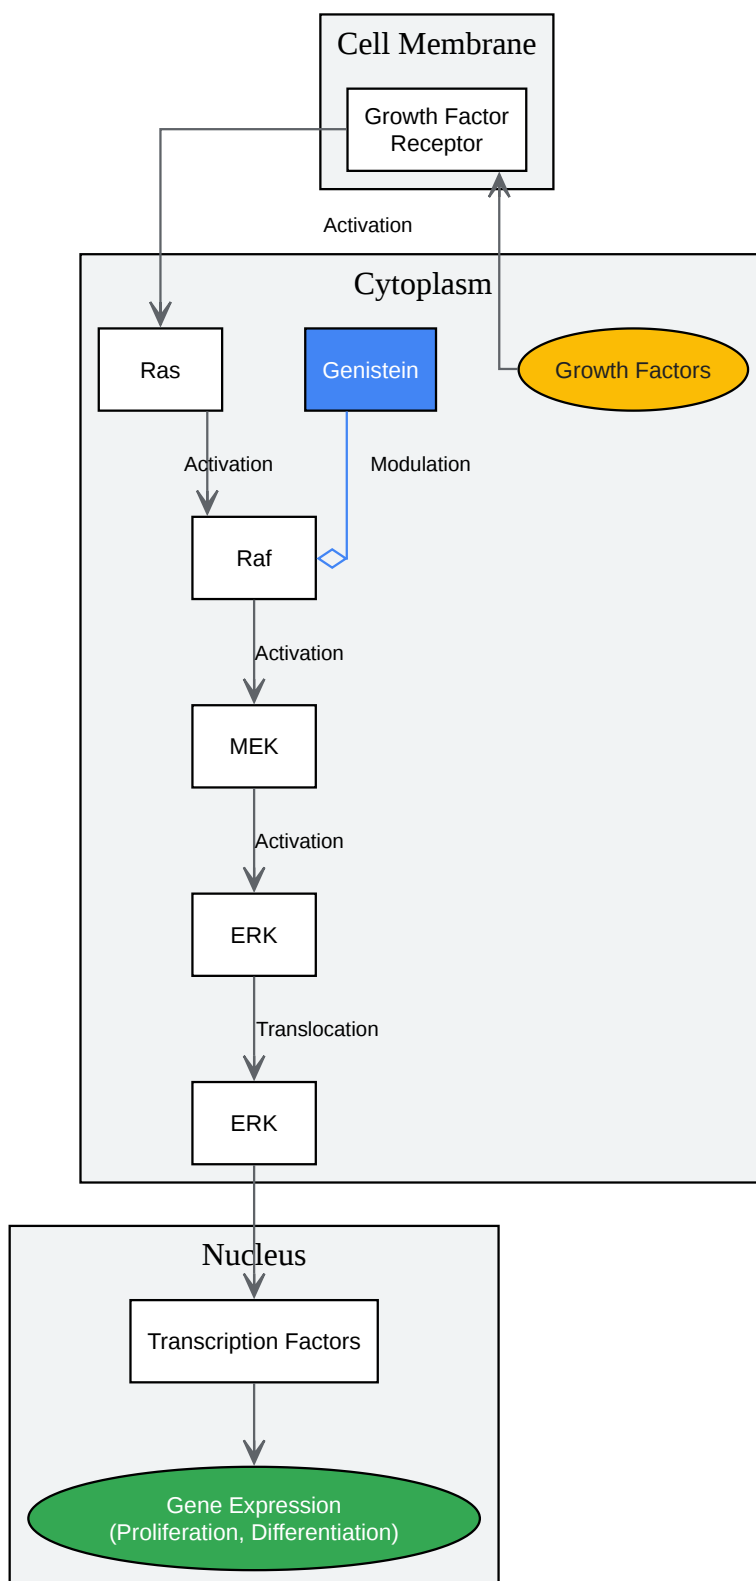 Cell Membrane
Growth Factor
Receptor
Activation
Cytoplasm
Ras
Genistein
Growth Factors
Activation
Modulation
Raf
Activation
MEK
Activation
ERK
Translocation
ERK
Nucleus
Transcription Factors
Gene Expression
(Proliferation, Differentiation)